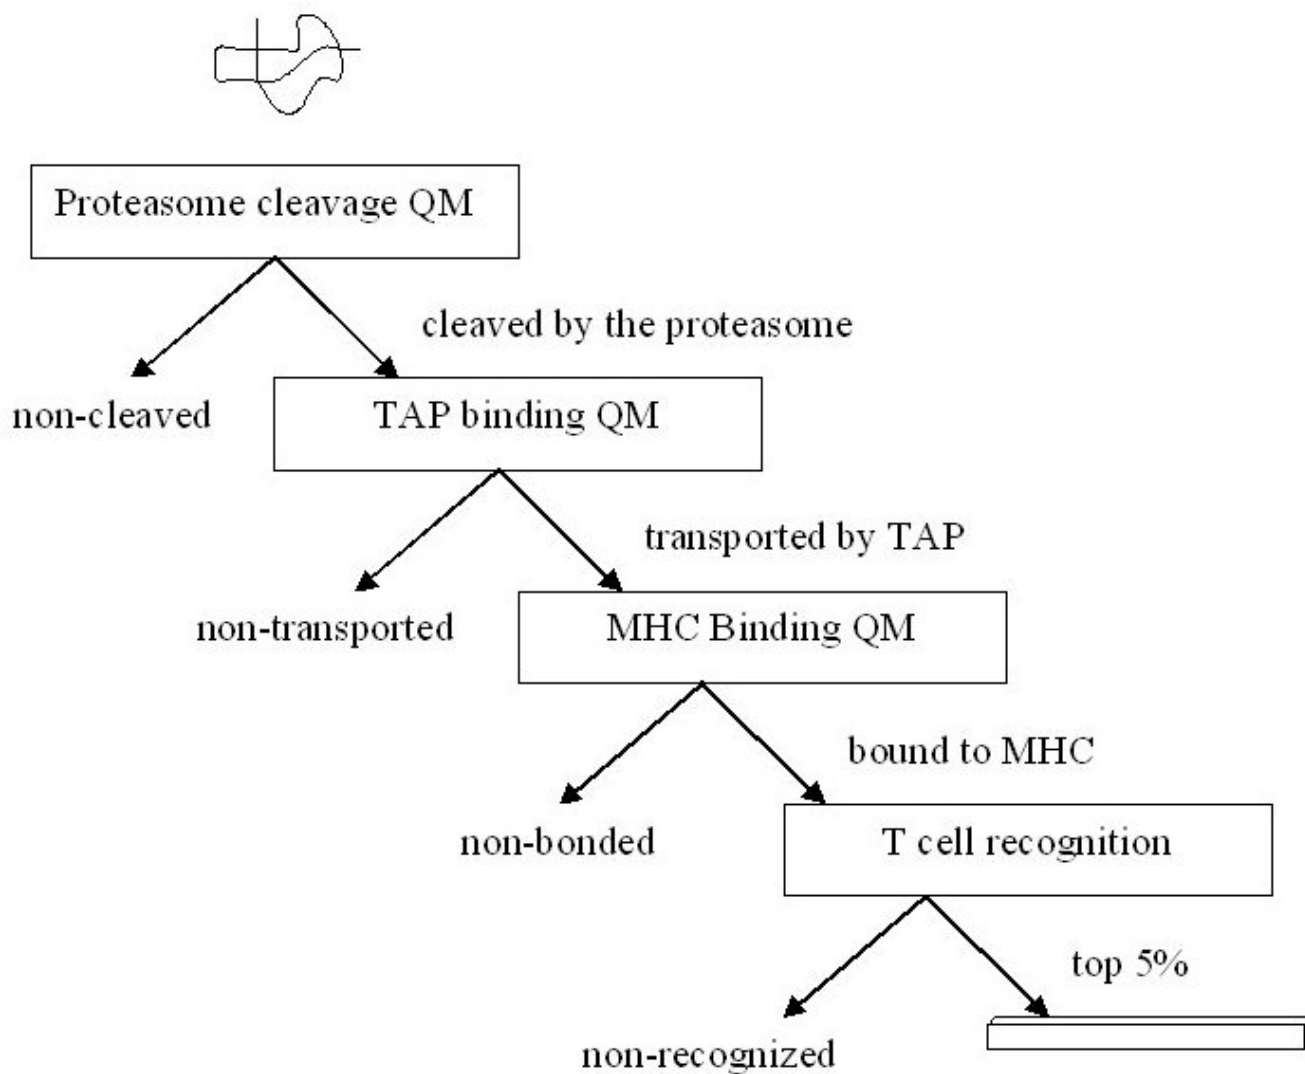 Proteasome cleavage QM
cleaved by the proteasome
non-cleaved
TAP binding QM
transported by TAP
non-transported
MHC Binding QM
bound to MHC
non-bonded
T cell recognition
top 5%
non-recognized